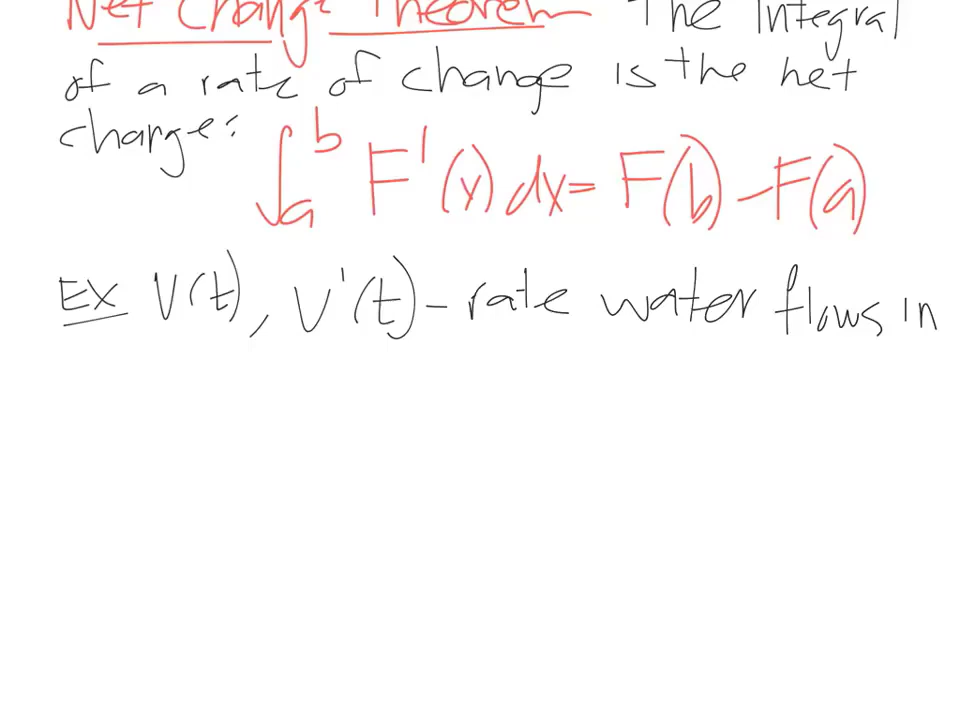 Net Change Theorem The integral
of a rate of change is the net
change:
∫_a^b F'(x) dx = F(b) - F(a)
EX V(t), V'(t) - rate water flows in